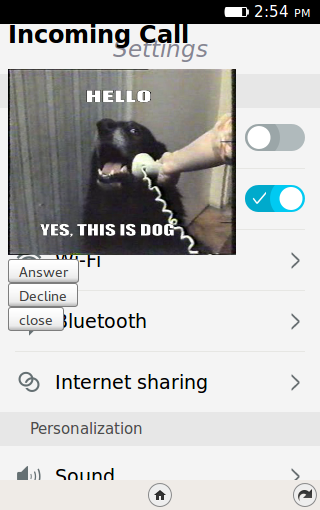 2:54 PM
Incoming Call
Settings
HELLO
YES, THIS IS DOG
Wi-Fi
Answer
Decline
close
Bluetooth
Internet sharing
Personalization
Sound